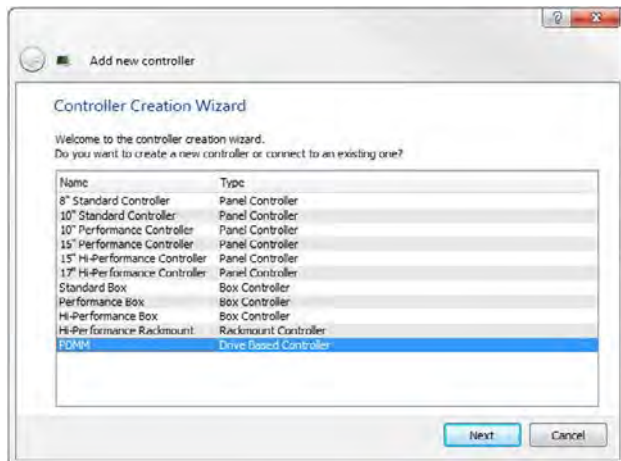 Add new controller
Controller Creation Wizard
Welcome to the controller creation wizard.
Do you want to create a new controller or connect to an existing one?
Name Type
8" Standard Controller Panel Controller
10" Standard Controller Panel Controller
10" Performance Controller Panel Controller
15" Performance Controller Panel Controller
15" Hi-Performance Controller Panel Controller
17" Hi-Performance Controller Panel Controller
Standard Box Box Controller
Performance Box Box Controller
Hi-Performance Box Box Controller
Hi-Performance Rackmount Rackmount Controller
PDMM Drive Based Controller
Next Cancel